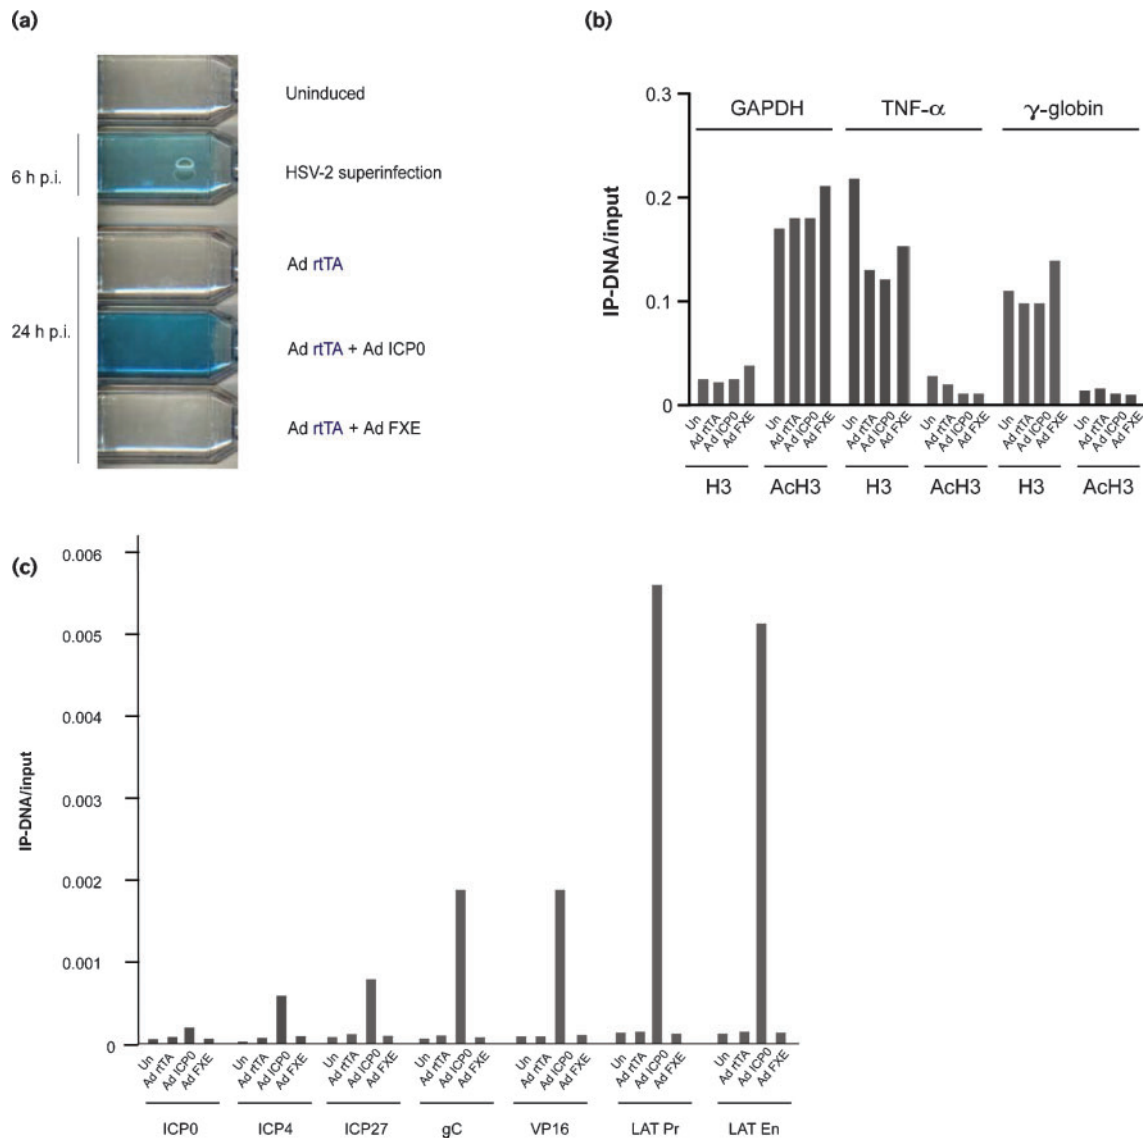 (a)
Uninduced
6 h p.i.
HSV-2 superinfection
Ad rtTA
24 h p.i.
Ad rtTA + Ad ICP0
Ad rtTA + Ad FXE
(b)
IP-DNA/input
0.3
0.2
0.1
0
GAPDH TNF-α γ-globin
Un Ad rtTA Ad ICP0 Ad FXE Un Ad rtTA Ad ICP0 Ad FXE Un Ad rtTA Ad ICP0 Ad FXE Un Ad rtTA Ad ICP0 Ad FXE Un Ad rtTA Ad ICP0 Ad FXE Un Ad rtTA Ad ICP0 Ad FXE
H3 AcH3 H3 AcH3 H3 AcH3
(c)
IP-DNA/input
0.006
0.005
0.004
0.003
0.002
0.001
0
Un Ad rtTA Ad ICP0 Ad FXE Un Ad rtTA Ad ICP0 Ad FXE Un Ad rtTA Ad ICP0 Ad FXE Un Ad rtTA Ad ICP0 Ad FXE Un Ad rtTA Ad ICP0 Ad FXE Un Ad rtTA Ad ICP0 Ad FXE Un Ad rtTA Ad ICP0 Ad FXE
ICP0 ICP4 ICP27 gC VP16 LAT Pr LAT En